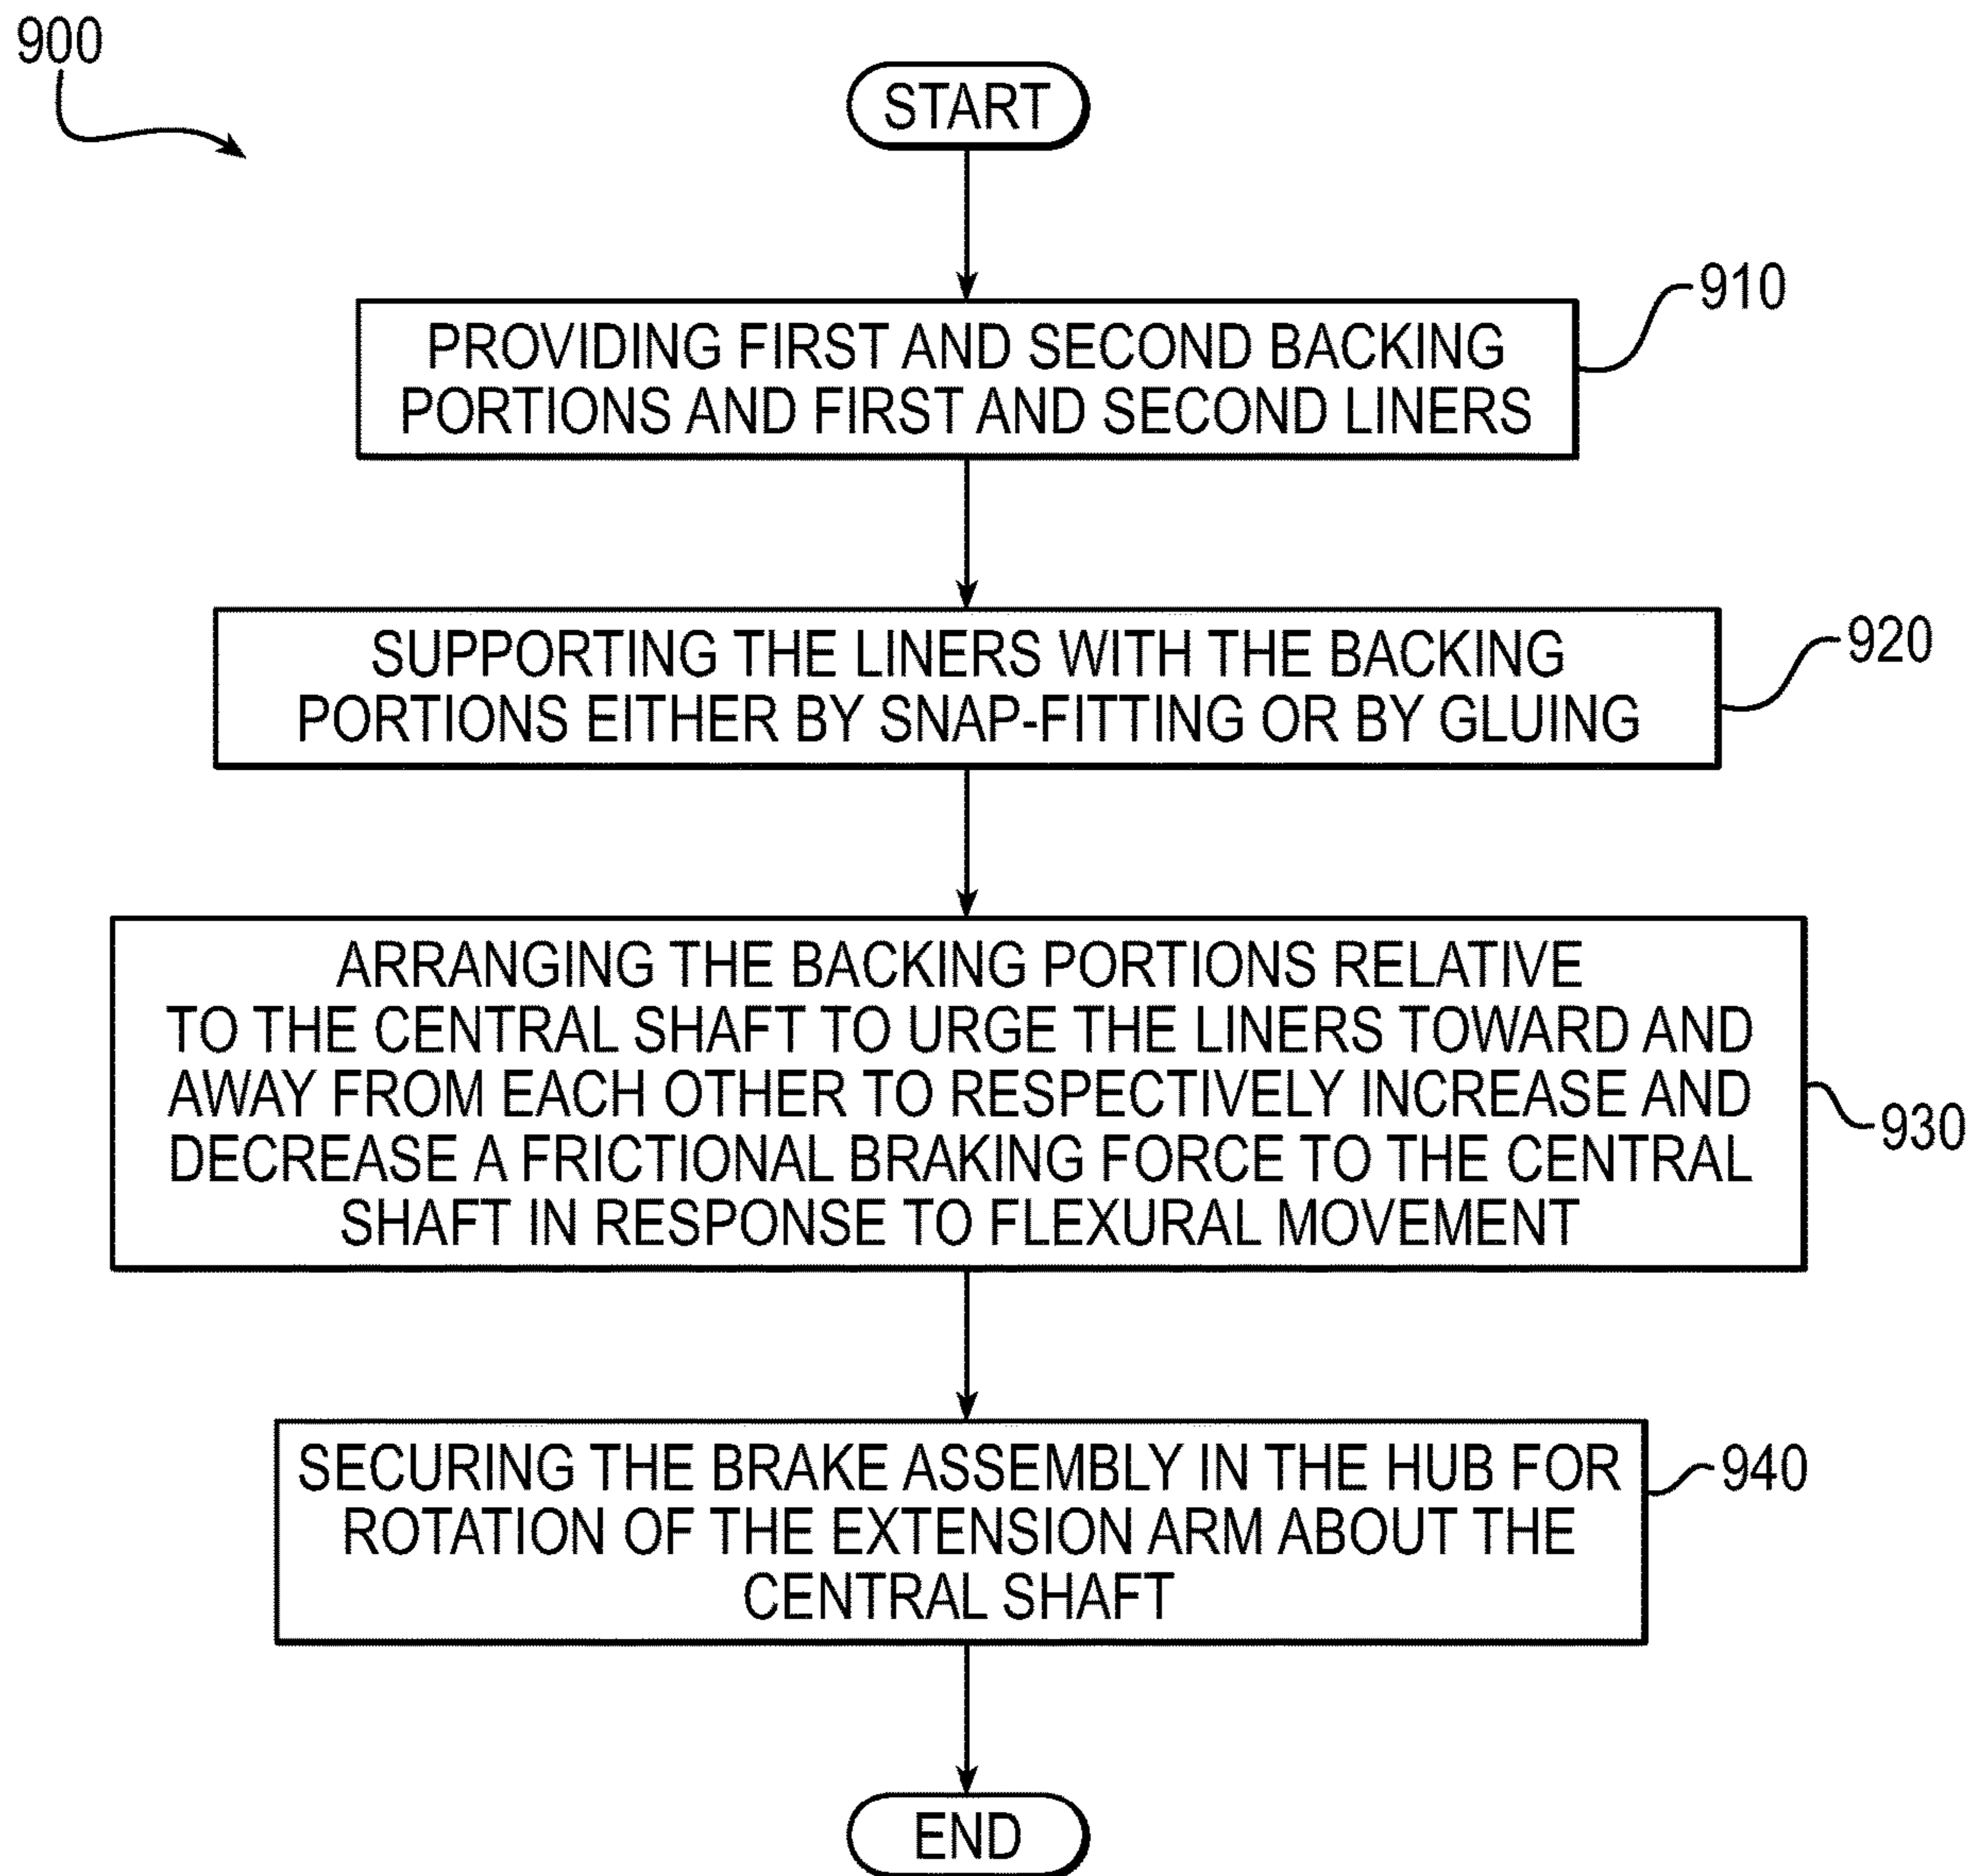 900
START
910
PROVIDING FIRST AND SECOND BACKING
PORTIONS AND FIRST AND SECOND LINERS
920
SUPPORTING THE LINERS WITH THE BACKING
PORTIONS EITHER BY SNAP-FITTING OR BY GLUING
ARRANGING THE BACKING PORTIONS RELATIVE
TO THE CENTRAL SHAFT TO URGE THE LINERS TOWARD AND
AWAY FROM EACH OTHER TO RESPECTIVELY INCREASE AND
DECREASE A FRICTIONAL BRAKING FORCE TO THE CENTRAL
SHAFT IN RESPONSE TO FLEXURAL MOVEMENT
930
SECURING THE BRAKE ASSEMBLY IN THE HUB FOR
ROTATION OF THE EXTENSION ARM ABOUT THE
CENTRAL SHAFT
940
END